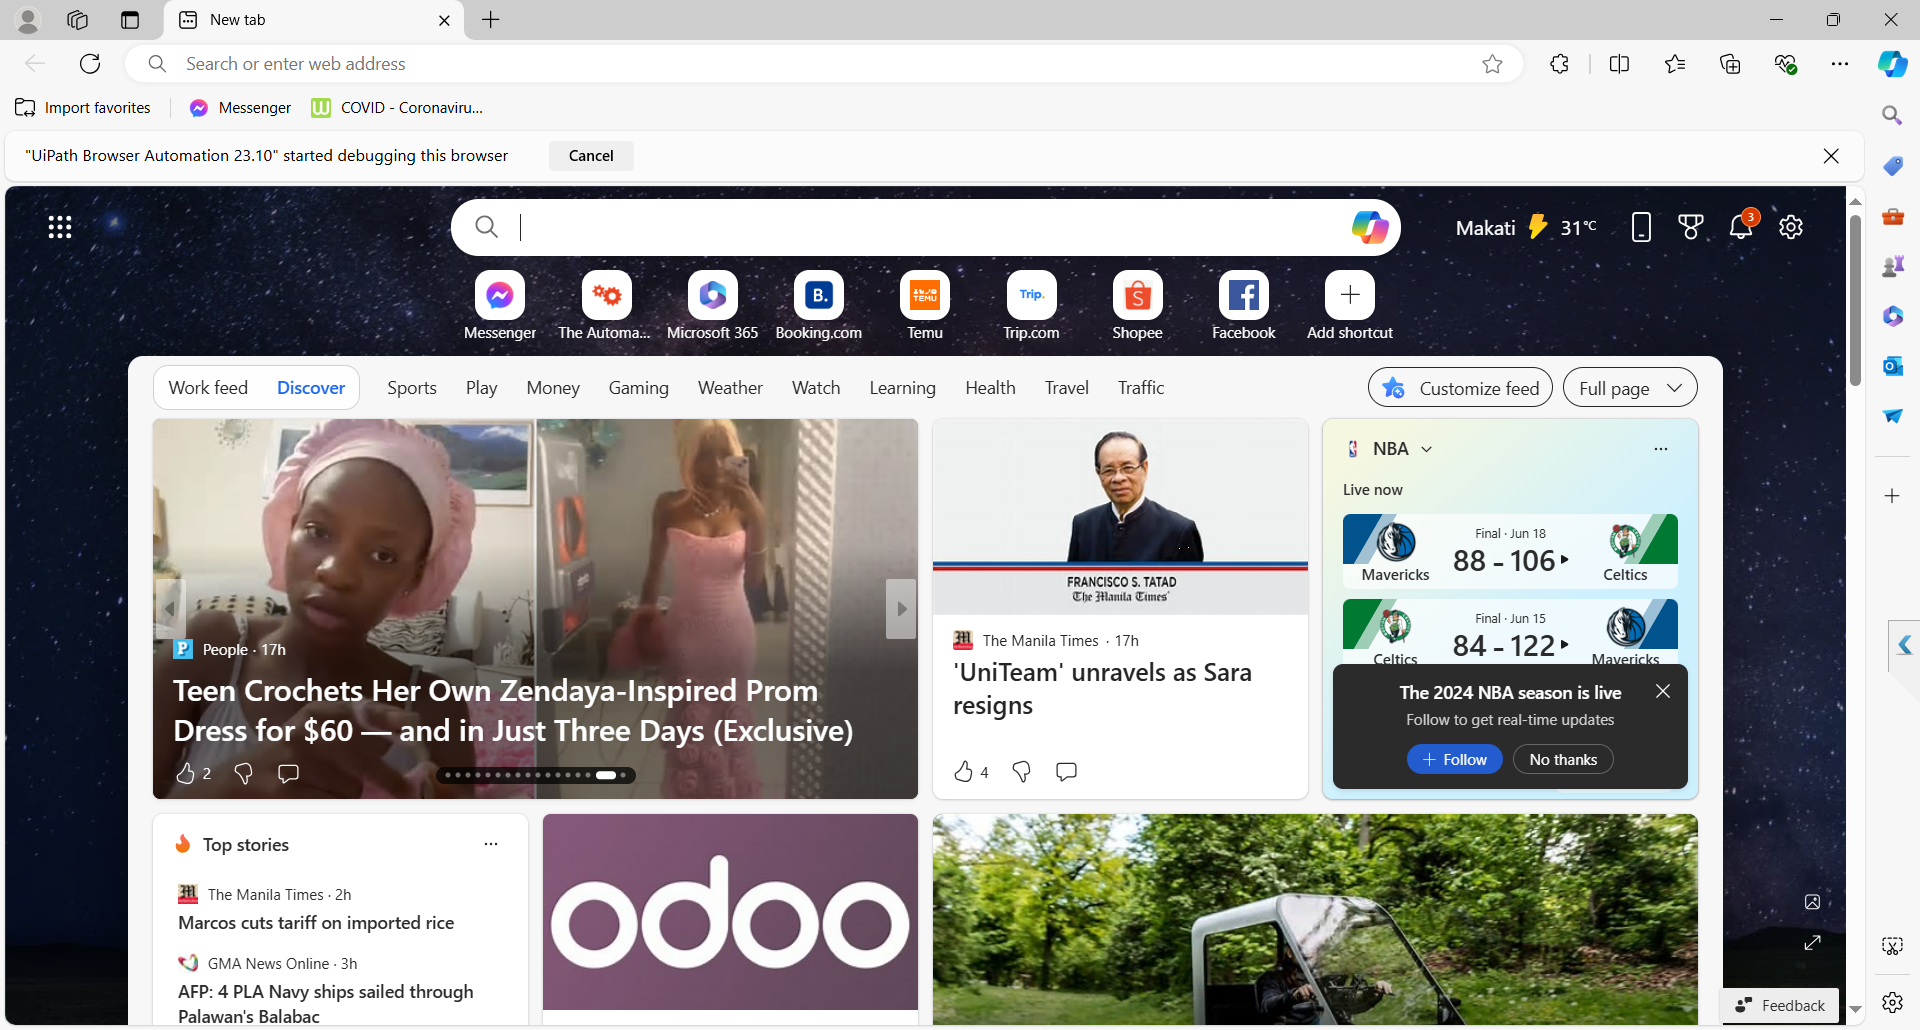 New tab
Search or enter web address
Import favorites
Messenger
COVID - Coronaviru...
"UiPath Browser Automation 23.10" started debugging this browser
Cancel
Makati
31°C
3
B.
TEMU
Trip.
Messenger
The Automa...
Microsoft 365
Booking.com
Temu
Trip.com
Shopee
Facebook
Add shortcut
Work feed
Discover
Sports
Play
Money
Gaming
Weather
Watch
Learning
Health
Travel
Traffic
Customize feed
Full page
People · 17h
Teen Crochets Her Own Zendaya-Inspired Prom
Dress for $60 — and in Just Three Days (Exclusive)
2
FRANCISCO S. TATAD
The Manila Times
The Manila Times · 17h
'UniTeam' unravels as Sara
resigns
4
NBA
Live now
Final · Jun 18
88 - 106
Mavericks
Celtics
Final · Jun 15
84 - 122
Celtics
Mavericks
The 2024 NBA season is live
Follow to get real-time updates
Follow
No thanks
Top stories
The Manila Times · 2h
Marcos cuts tariff on imported rice
GMA News Online · 3h
AFP: 4 PLA Navy ships sailed through
Palawan's Balabac
odoo
Feedback